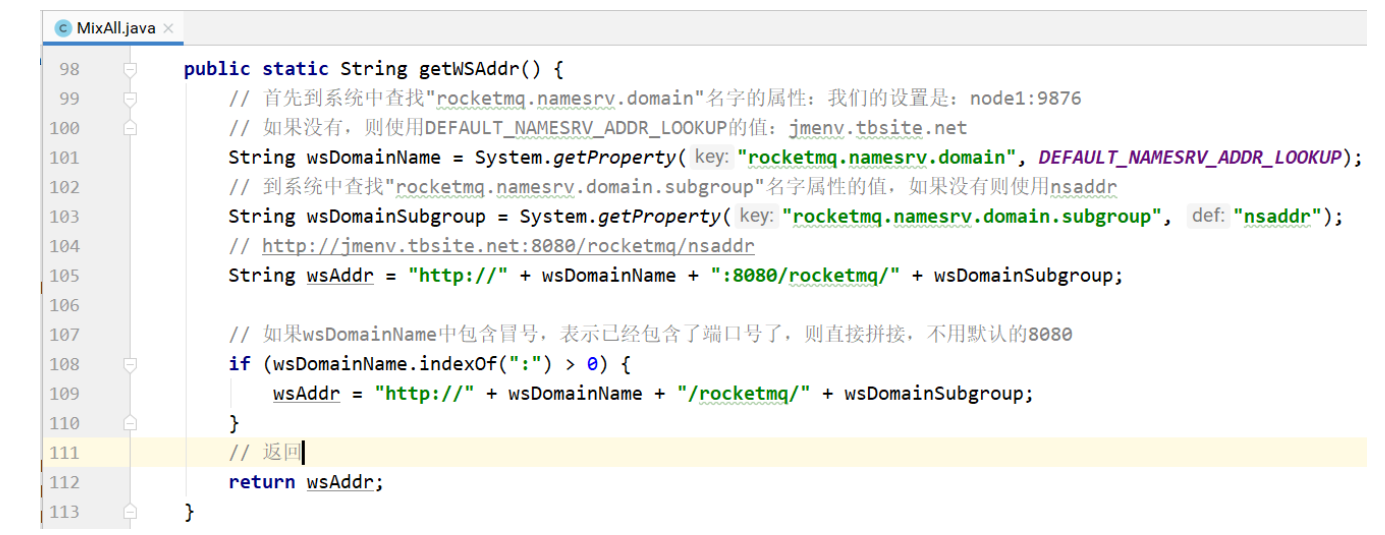 MixAll.java
98 public static String getWSAddr() {
99 // 首先到系统中查找"rocketmq.namesrv.domain"名字的属性：我们的设置是：node1:9876
100 // 如果没有，则使用DEFAULT_NAMESRV_ADDR_LOOKUP的值：jmenv.tbsite.net
101 String wsDomainName = System.getProperty( key: "rocketmq.namesrv.domain", DEFAULT_NAMESRV_ADDR_LOOKUP);
102 // 到系统中查找"rocketmq.namesrv.domain.subgroup"名字属性的值，如果没有则使用nsaddr
103 String wsDomainSubgroup = System.getProperty( key: "rocketmq.namesrv.domain.subgroup", def: "nsaddr");
104 // http://jmenv.tbsite.net:8080/rocketmq/nsaddr
105 String wsAddr = "http://" + wsDomainName + ":8080/rocketmq/" + wsDomainSubgroup;
106
107 // 如果wsDomainName中包含冒号，表示已经包含了端口号了，则直接拼接，不用默认的8080
108 if (wsDomainName.indexOf(":") > 0) {
109 wsAddr = "http://" + wsDomainName + "/rocketmq/" + wsDomainSubgroup;
110 }
111 // 返回
112 return wsAddr;
113 }